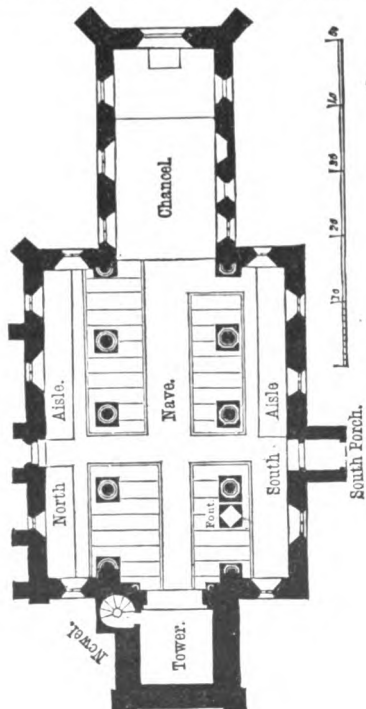 Chancel.
Nave.
North Aisle.
South Aisle
South Porch.
Font.
Newel.
Tower.
50
40
30
20
10